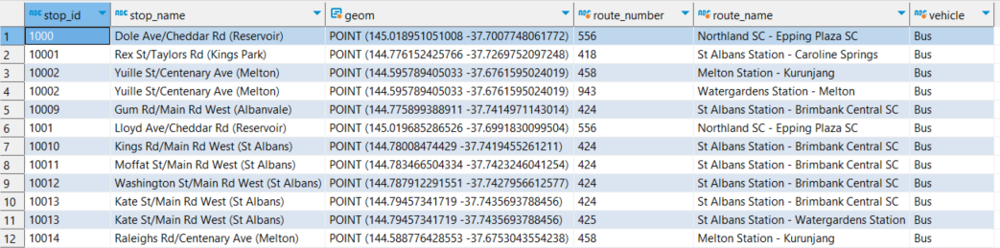 ABC stop_id ABC stop_name geom ABC route_number ABC route_name ABC vehicle
1 1000 Dole Ave/Cheddar Rd (Reservoir) POINT (145.018951051008 -37.7007748061772) 556 Northland SC - Epping Plaza SC Bus
2 10001 Rex St/Taylors Rd (Kings Park) POINT (144.776152425766 -37.7269752097248) 418 St Albans Station - Caroline Springs Bus
3 10002 Yuille St/Centenary Ave (Melton) POINT (144.595789405033 -37.6761595024019) 458 Melton Station - Kurunjang Bus
4 10002 Yuille St/Centenary Ave (Melton) POINT (144.595789405033 -37.6761595024019) 943 Watergardens Station - Melton Bus
5 10009 Gum Rd/Main Rd West (Albanvale) POINT (144.775899388911 -37.7414971143014) 424 St Albans Station - Brimbank Central SC Bus
6 1001 Lloyd Ave/Cheddar Rd (Reservoir) POINT (145.019685286526 -37.6991830099504) 556 Northland SC - Epping Plaza SC Bus
7 10010 Kings Rd/Main Rd West (St Albans) POINT (144.78008474429 -37.7419455261211) 424 St Albans Station - Brimbank Central SC Bus
8 10011 Moffat St/Main Rd West (St Albans) POINT (144.783466504334 -37.7423246041254) 424 St Albans Station - Brimbank Central SC Bus
9 10012 Washington St/Main Rd West (St Albans) POINT (144.787912291551 -37.7427956612577) 424 St Albans Station - Brimbank Central SC Bus
10 10013 Kate St/Main Rd West (St Albans) POINT (144.79457341719 -37.7435693788456) 424 St Albans Station - Brimbank Central SC Bus
11 10013 Kate St/Main Rd West (St Albans) POINT (144.79457341719 -37.7435693788456) 425 St Albans Station - Watergardens Station Bus
12 10014 Raleighs Rd/Centenary Ave (Melton) POINT (144.588776428553 -37.6753043554238) 458 Melton Station - Kurunjang Bus